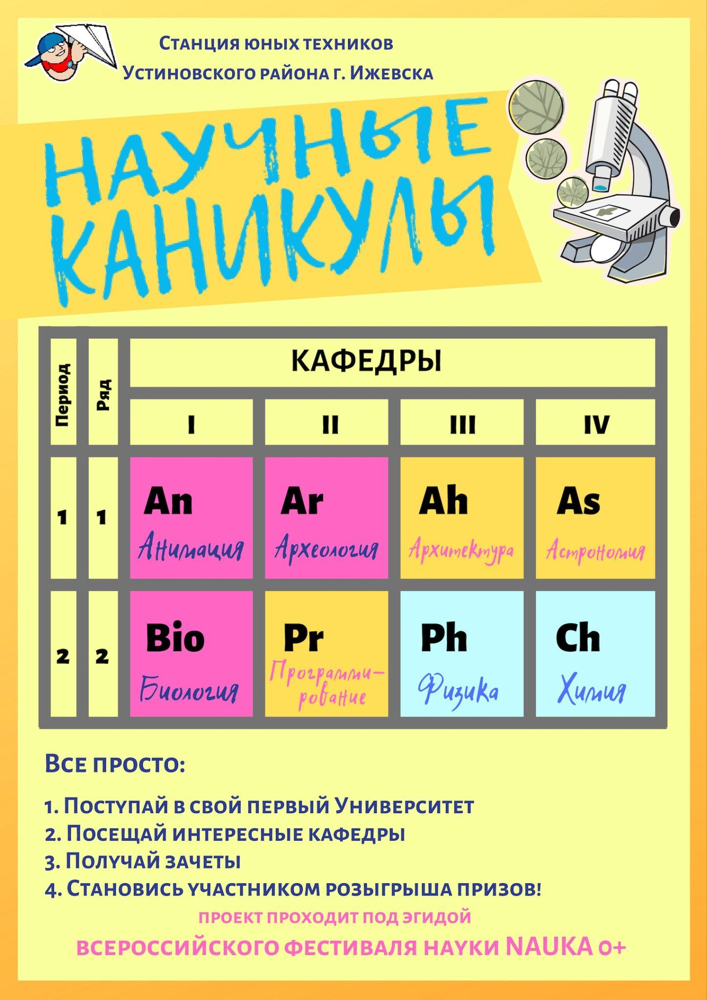 Станция юных техников
Устиновского района г. Ижевска
НАУЧНЫЕ
КАНИКУЛЫ
Период
Ряд
КАФЕДРЫ
I
II
III
IV
1
1
An
Анимация
Ar
Археология
Ah
Архитектура
As
Астрономия
2
2
Bio
Биология
Pr
Программи-
рование
Ph
Физика
Ch
Химия
Все просто:
1. Поступай в свой первый Университет
2. Посещай интересные кафедры
3. Получай зачеты
4. Становись участником розыгрыша призов!
проект проходит под эгидой
всероссийского фестиваля науки NAUKA 0+